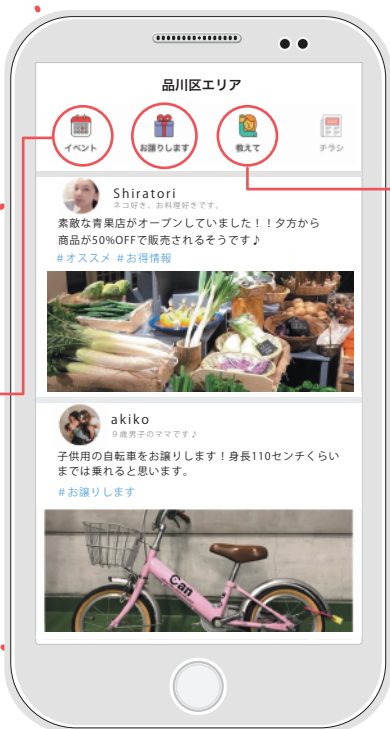 品川区エリア
イベント
お譲りします
教えて
チラシ
Shiratori
ネコ好き、お料理好きです。
素敵な青果店がオープンしていました！！夕方から
商品が50%OFFで販売されるそうです♪
#オススメ #お得情報
akiko
９歳男子のママです♪
子供用の自転車をお譲りします！身長110センチくらい
までは乗れると思います。
#お譲りします
Can